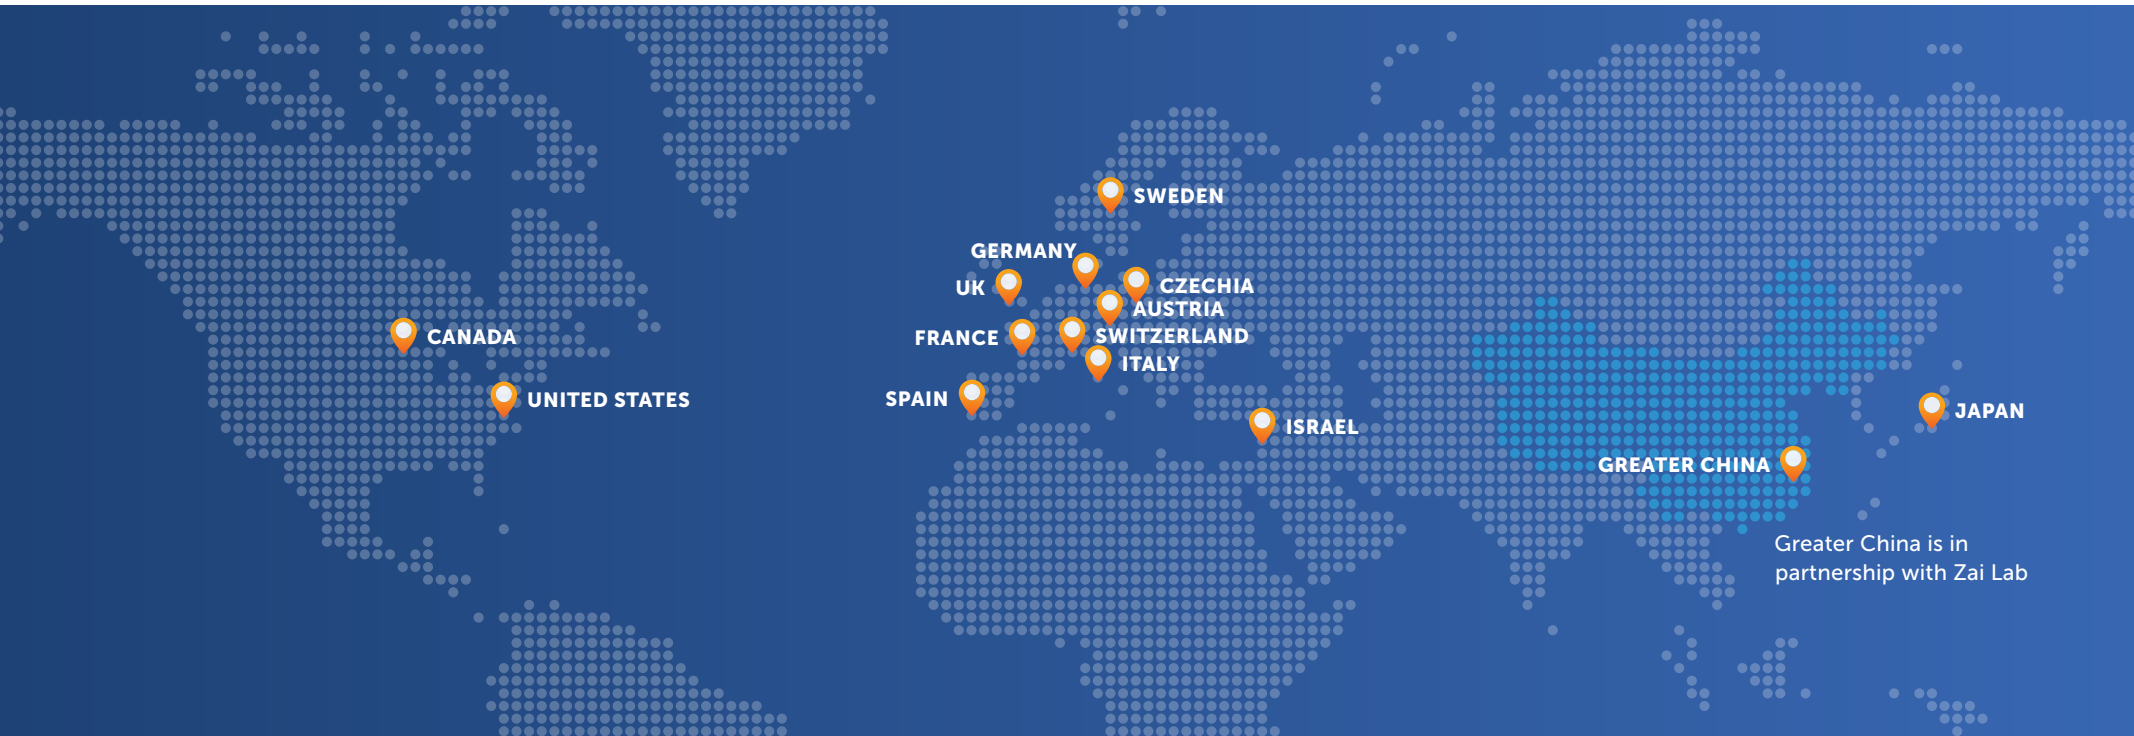 SWEDEN
GERMANY
UK
CZECHIA
AUSTRIA
CANADA
FRANCE
SWITZERLAND
ITALY
UNITED STATES
SPAIN
JAPAN
ISRAEL
GREATER CHINA
Greater China is in
partnership with Zai Lab